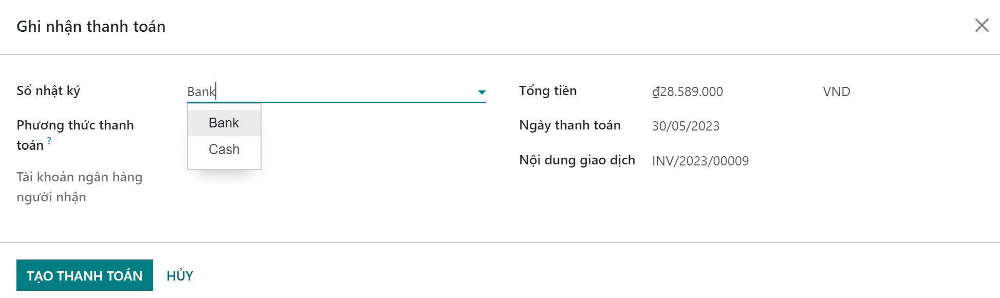 Ghi nhận thanh toán
Sổ nhật ký
Bank
Bank
Cash
Phương thức thanh
toán ?
Tài khoản ngân hàng
người nhận
Tổng tiền
₫28.589.000
VND
Ngày thanh toán
30/05/2023
Nội dung giao dịch
INV/2023/00009
TẠO THANH TOÁN
HỦY